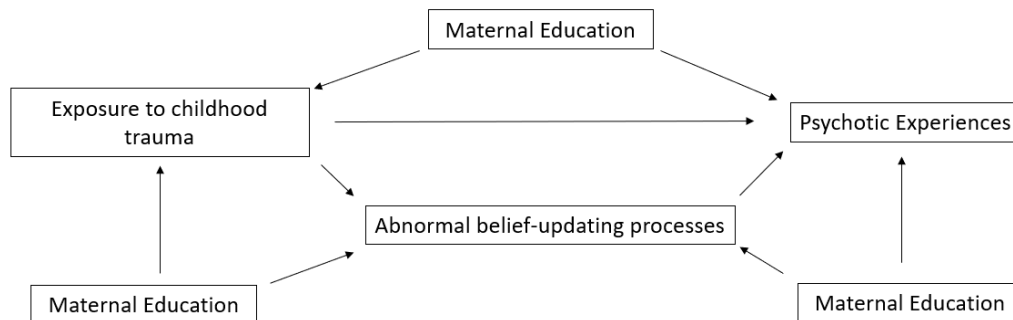 Maternal Education
Exposure to childhood
trauma
Psychotic Experiences
Abnormal belief-updating processes
Maternal Education
Maternal Education